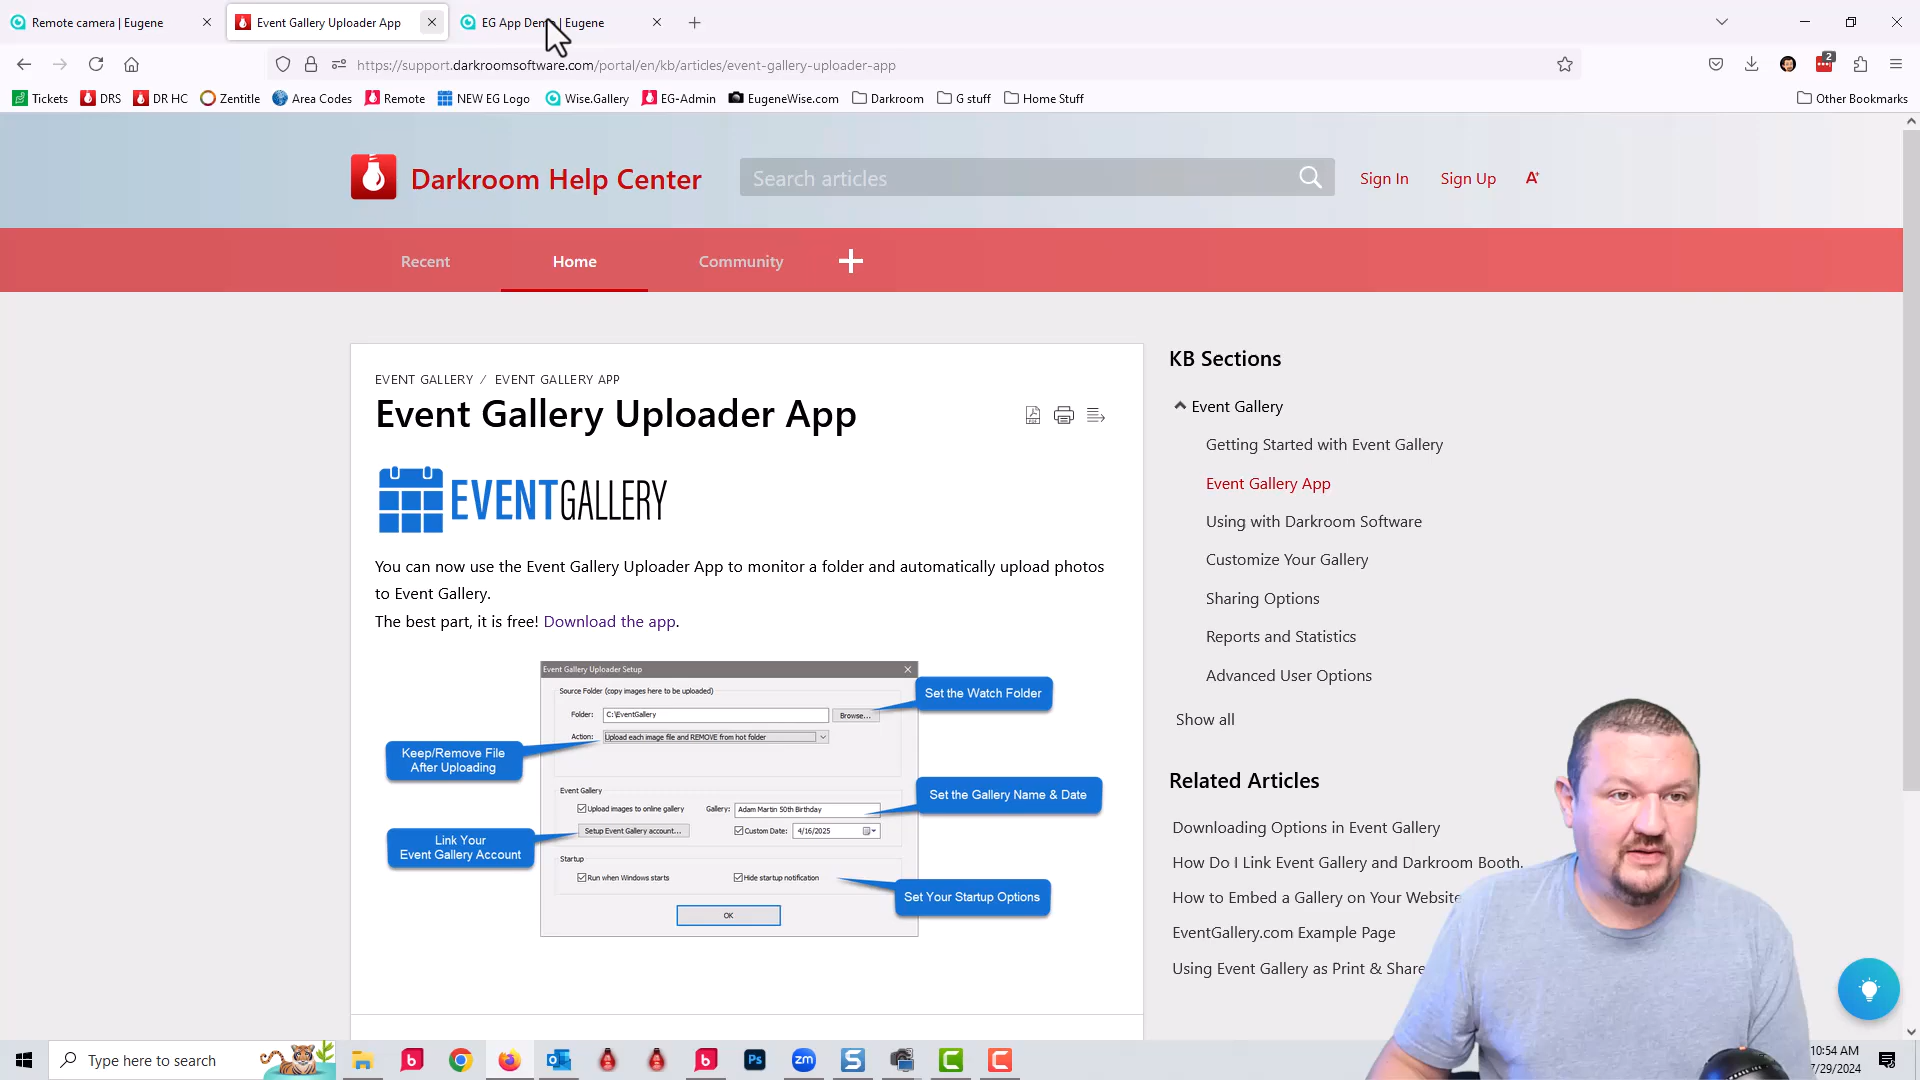 Remote camera | Eugene
Event Gallery Uploader App
EG App Demo | Eugene
https://support.darkroomsoftware.com/portal/en/kb/articles/event-gallery-uploader-app
2
Tickets
DRS
DR HC
Zentitle
Area Codes
Remote
NEW EG Logo
Wise.Gallery
EG-Admin
EugeneWise.com
Darkroom
G stuff
Home Stuff
Other Bookmarks
Darkroom Help Center
Search articles
Sign In
Sign Up
A+
Recent
Home
Community
EVENT GALLERY / EVENT GALLERY APP
Event Gallery Uploader App
EVENTGALLERY
You can now use the Event Gallery Uploader App to monitor a folder and automatically upload photos
to Event Gallery.
The best part, it is free! Download the app.
Event Gallery Uploader Setup
Source Folder (copy images here to be uploaded)
Folder: C:\EventGallery Browse...
Action: Upload each image file and REMOVE from hot folder
Event Gallery
Upload images to online gallery Gallery: Adam Martin 50th Birthday
Setup Event Gallery account... Custom Date: 4/16/2025
Startup
Run when Windows starts Hide startup notification
OK
Set the Watch Folder
Keep/Remove File
After Uploading
Set the Gallery Name & Date
Link Your
Event Gallery Account
Set Your Startup Options
KB Sections
Event Gallery
Getting Started with Event Gallery
Event Gallery App
Using with Darkroom Software
Customize Your Gallery
Sharing Options
Reports and Statistics
Advanced User Options
Show all
Related Articles
Downloading Options in Event Gallery
How Do I Link Event Gallery and Darkroom Booth.
How to Embed a Gallery on Your Website
EventGallery.com Example Page
Using Event Gallery as Print & Share
Type here to search
b
b
Ps
zm
S
C
C
10:54 AM
7/29/2024